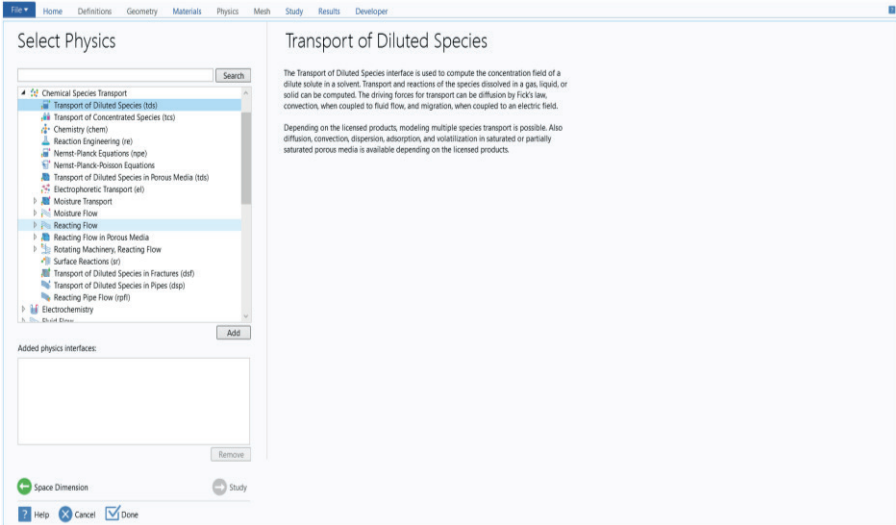 File Home Definitions Geometry Materials Physics Mesh Study Results Developer
Select Physics
Search
Chemical Species Transport
Transport of Diluted Species (tds)
Transport of Concentrated Species (tcs)
Chemistry (chem)
Reaction Engineering (re)
Nernst-Planck Equations (npe)
Nernst-Planck-Poisson Equations
Transport of Diluted Species in Porous Media (tds)
Electrophoretic Transport (el)
Moisture Transport
Moisture Flow
Reacting Flow
Reacting Flow in Porous Media
Rotating Machinery, Reacting Flow
Surface Reactions (sr)
Transport of Diluted Species in Fractures (dsf)
Transport of Diluted Species in Pipes (dsp)
Reacting Pipe Flow (rpfl)
Electrochemistry
Fluid Flow
Add
Added physics interfaces:
Remove
Space Dimension
Study
? Help Cancel Done
Transport of Diluted Species
The Transport of Diluted Species interface is used to compute the concentration field of a
dilute solute in a solvent. Transport and reactions of the species dissolved in a gas, liquid, or
solid can be computed. The driving forces for transport can be diffusion by Fick's law,
convection, when coupled to fluid flow, and migration, when coupled to an electric field.
Depending on the licensed products, modeling multiple species transport is possible. Also
diffusion, convection, dispersion, adsorption, and volatilization in saturated or partially
saturated porous media is available depending on the licensed products.